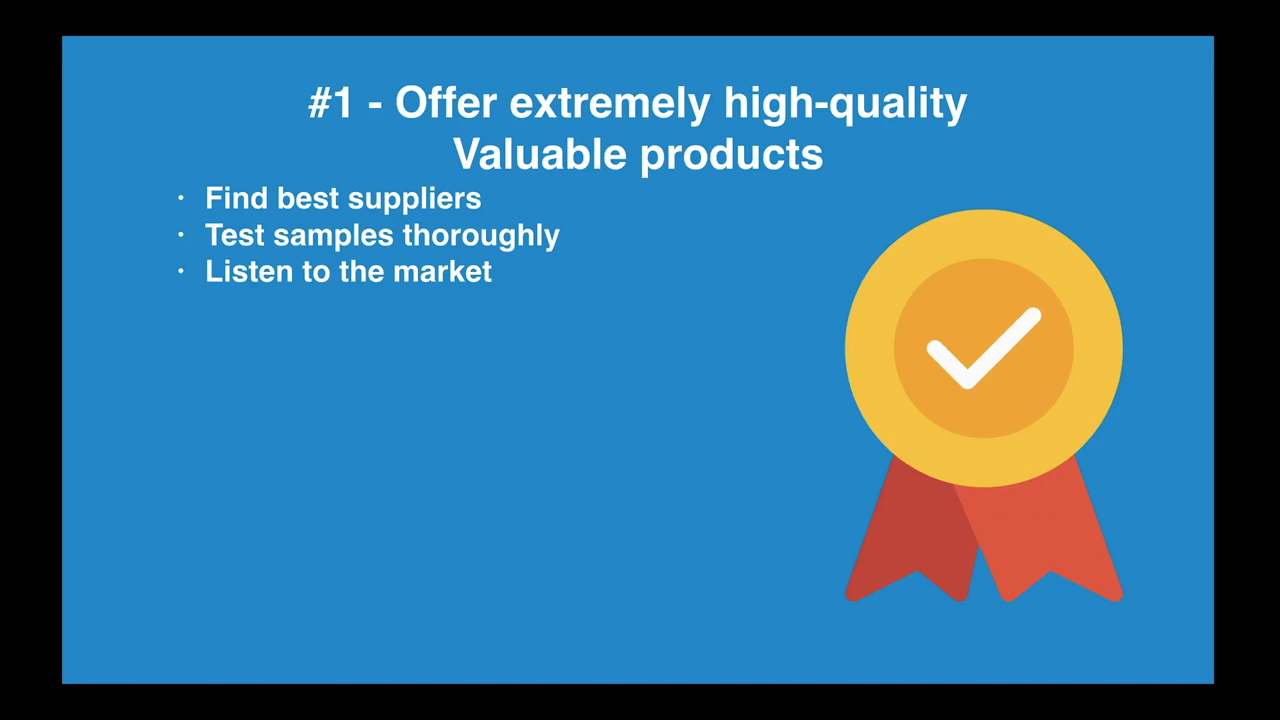 #1 - Offer extremely high-quality
Valuable products
· Find best suppliers
· Test samples thoroughly
· Listen to the market